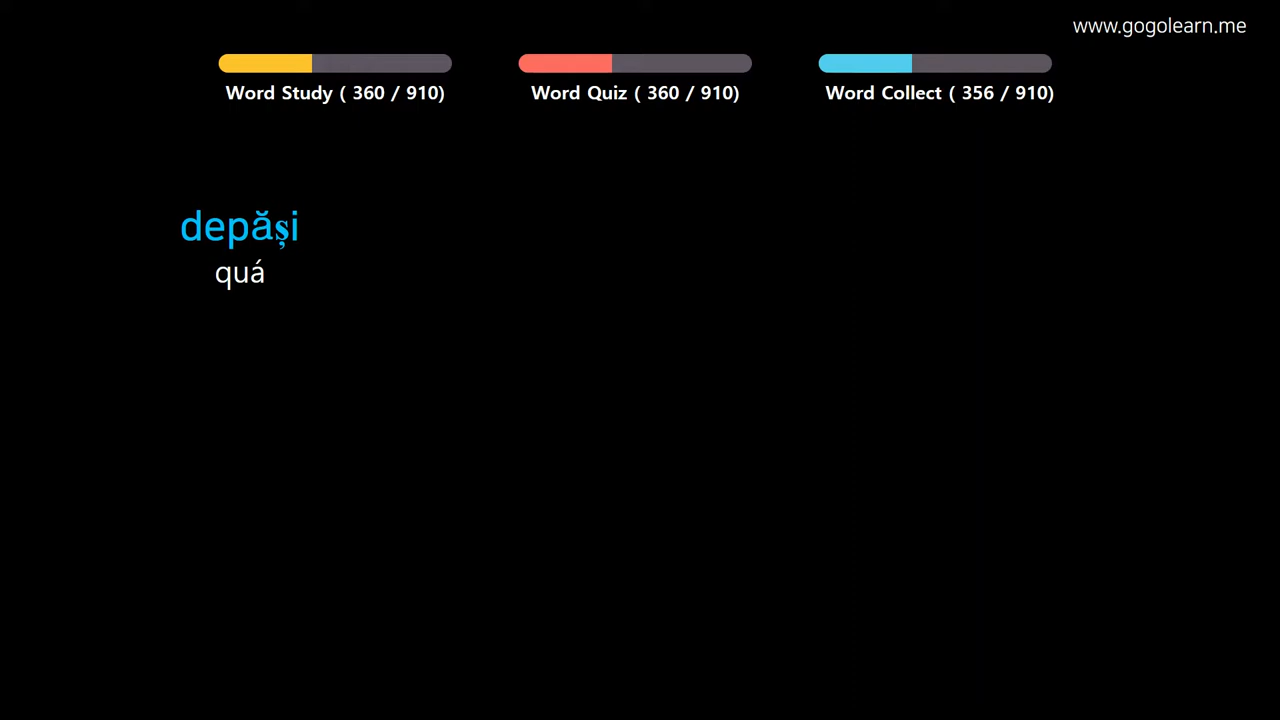 www.gogolearn.me
Word Study ( 360 / 910)
Word Quiz ( 360 / 910)
Word Collect ( 356 / 910)
depăși
quá